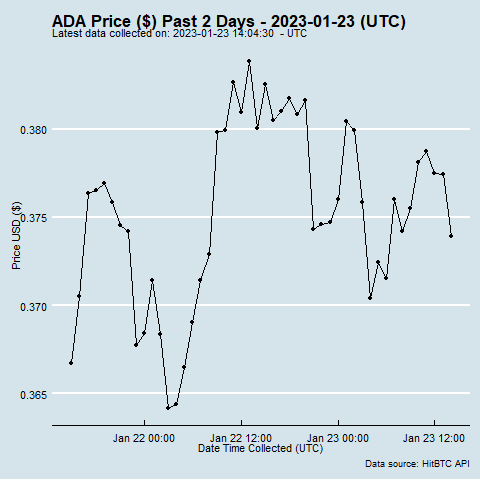 ADA Price ($) Past 2 Days - 2023-01-23 (UTC)
Latest data collected on: 2023-01-23 14:04:30  - UTC
Price USD ($)
0.380
0.375
0.370
0.365
Jan 22 00:00
Jan 22 12:00
Jan 23 00:00
Jan 23 12:00
Date Time Collected (UTC)
Data source: HitBTC API